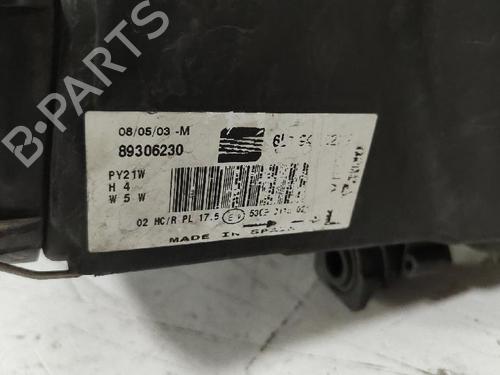 08/05/03 -M
89306230
PY21W
H 4
W 5 W
02 HC/R PL 17.5
MADE IN SPAIN
L
B-PARTS